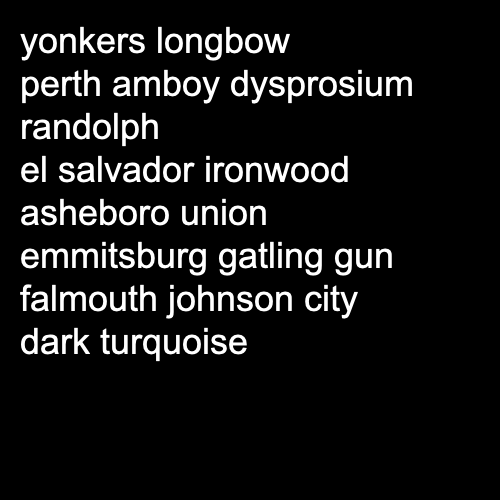 yonkers longbow
perth amboy dysprosium
randolph
el salvador ironwood
asheboro union
emmitsburg gatling gun
falmouth johnson city
dark turquoise